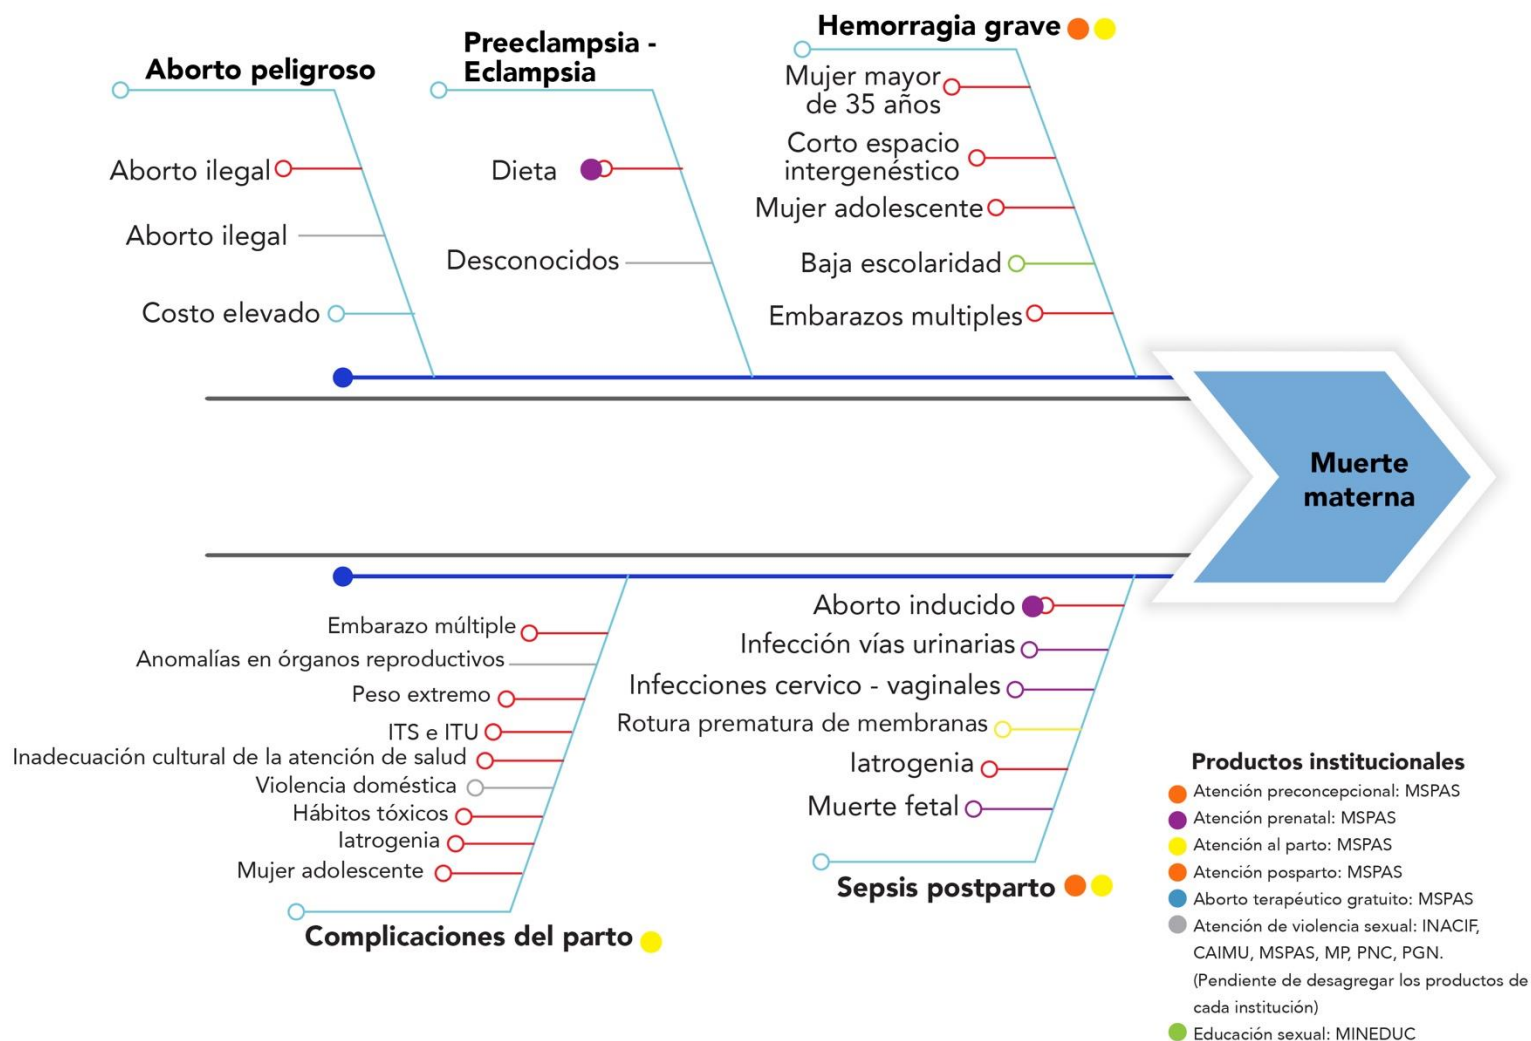 Aborto peligroso
Aborto ilegal
Aborto ilegal
Costo elevado
Preeclampsia -
Eclampsia
Dieta
Desconocidos
Hemorragia grave
Mujer mayor
de 35 años
Corto espacio
intergenéstico
Mujer adolescente
Baja escolaridad
Embarazos multiples
Muerte
materna
Embarazo múltiple
Anomalías en órganos reproductivos
Peso extremo
ITS e ITU
Inadecuación cultural de la atención de salud
Violencia doméstica
Hábitos tóxicos
Iatrogenia
Mujer adolescente
Complicaciones del parto
Aborto inducido
Infección vías urinarias
Infecciones cervico - vaginales
Rotura prematura de membranas
Iatrogenia
Muerte fetal
Sepsis postparto
Productos institucionales
Atención preconcepcional: MSPAS
Atención prenatal: MSPAS
Atención al parto: MSPAS
Atención posparto: MSPAS
Aborto terapéutico gratuito: MSPAS
Atención de violencia sexual: INACIF,
CAIMU, MSPAS, MP, PNC, PGN.
(Pendiente de desagregar los productos de
cada institución)
Educación sexual: MINEDUC